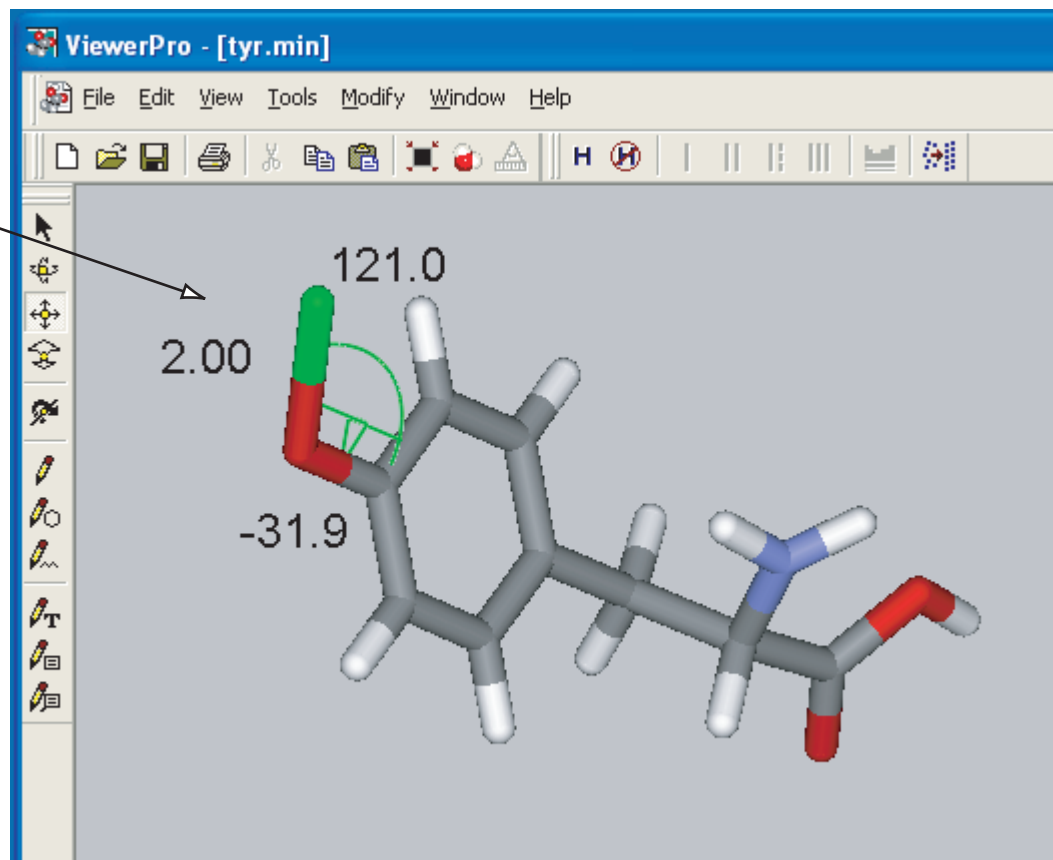 ViewerPro - [tyr.min]
File Edit View Tools Modify Window Help
H H
T
121.0
2.00
-31.9